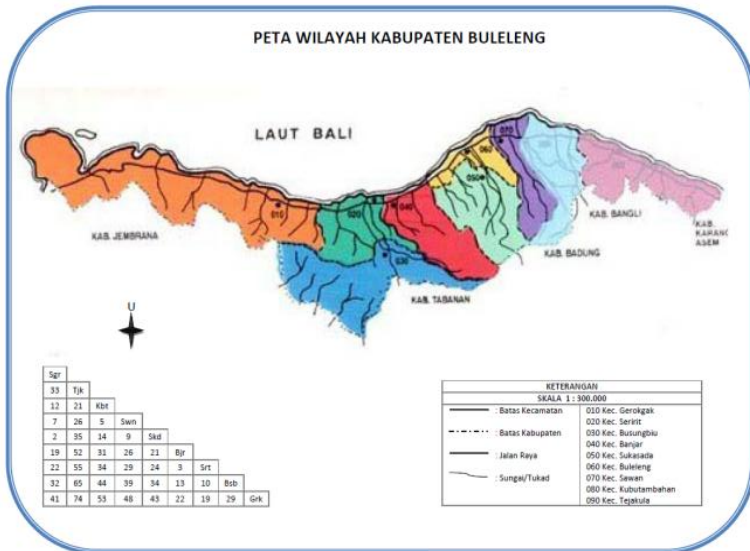 PETA WILAYAH KABUPATEN BULELENG
LAUT BALI
070
060
050
010
020
040
030
KAB. JEMBRANA
KAB. BANGLI
KAB. BADUNG
KAB. KARANG ASEM
KAB. TABANAN
U
Sgr
33 Tjk
12 21 Kbt
7 26 5 Swn
2 35 14 9 Skd
19 52 31 26 21 Bjr
22 55 34 29 24 3 Srt
32 65 44 39 34 13 10 Bsb
41 74 53 48 43 22 19 29 Grk
KETERANGAN
SKALA 1 : 300.000
: Batas Kecamatan
: Batas Kabupaten
: Jalan Raya
: Sungai/Tukad
010 Kec. Gerokgak
020 Kec. Seririt
030 Kec. Busungbiu
040 Kec. Banjar
050 Kec. Sukasada
060 Kec. Buleleng
070 Kec. Sawan
080 Kec. Kubutambahan
090 Kec. Tejakula